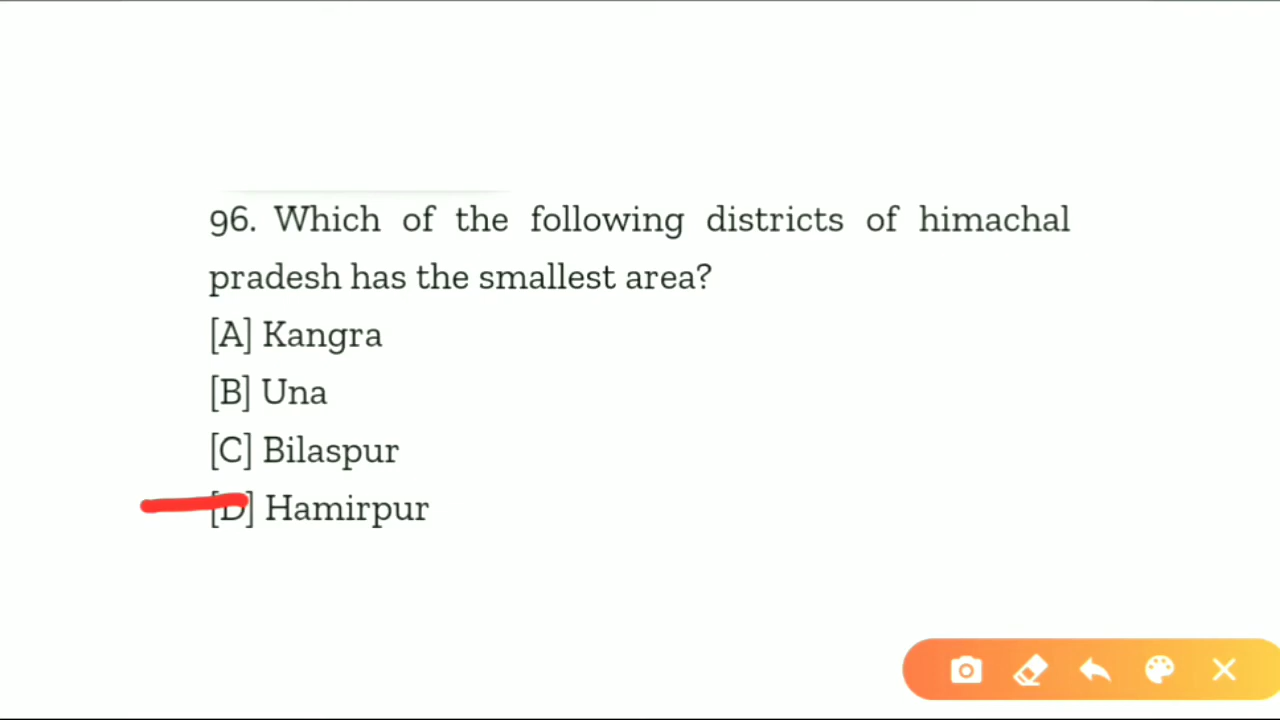 96. Which of the following districts of himachal
pradesh has the smallest area?
[A] Kangra
[B] Una
[C] Bilaspur
[D] Hamirpur